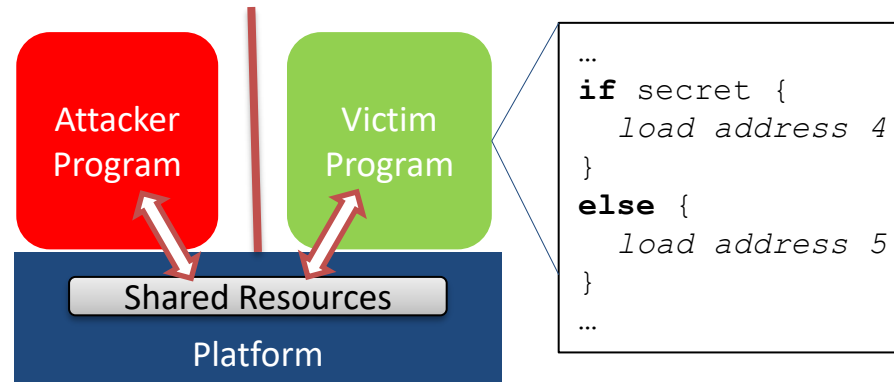 Attacker
Program
Victim
Program
Shared Resources
Platform
…
if secret {
  load address 4
}
else {
  load address 5
}
…